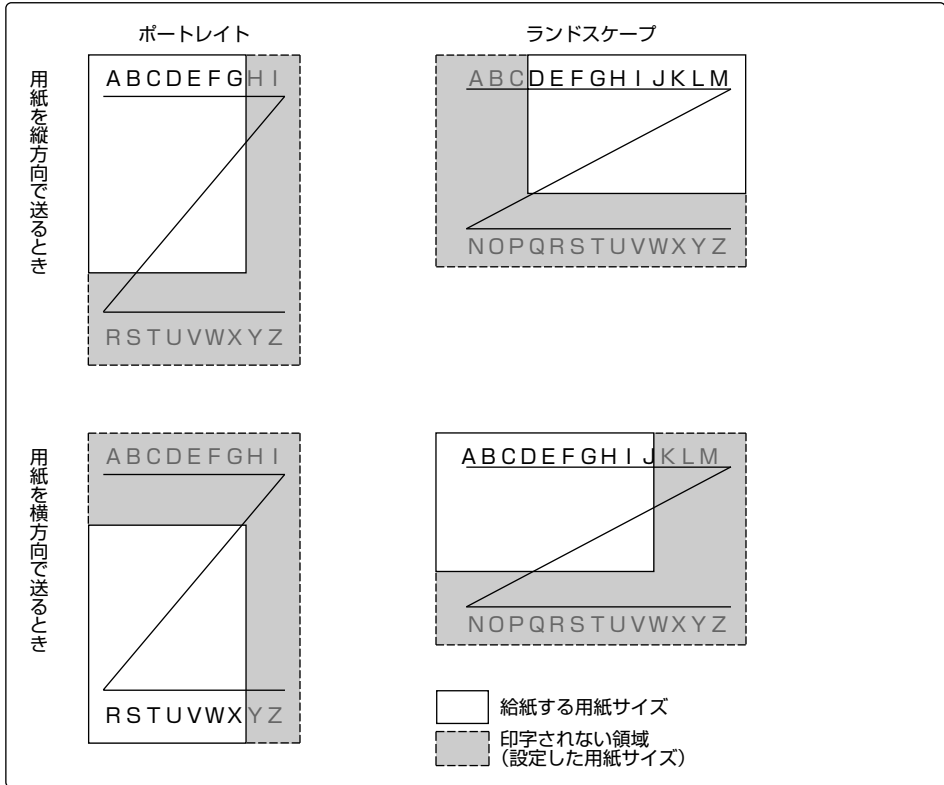 ポートレイト
ランドスケープ
用紙を縦方向で送るとき
ABCDEFGHI
RSTUVWXYZ
ABCDEFGHIJKLM
NOPQRSTUVWXYZ
用紙を横方向で送るとき
ABCDEFGHI
RSTUVWXYZ
ABCDEFGHIJKLM
NOPQRSTUVWXYZ
給紙する用紙サイズ
印字されない領域
(設定した用紙サイズ)